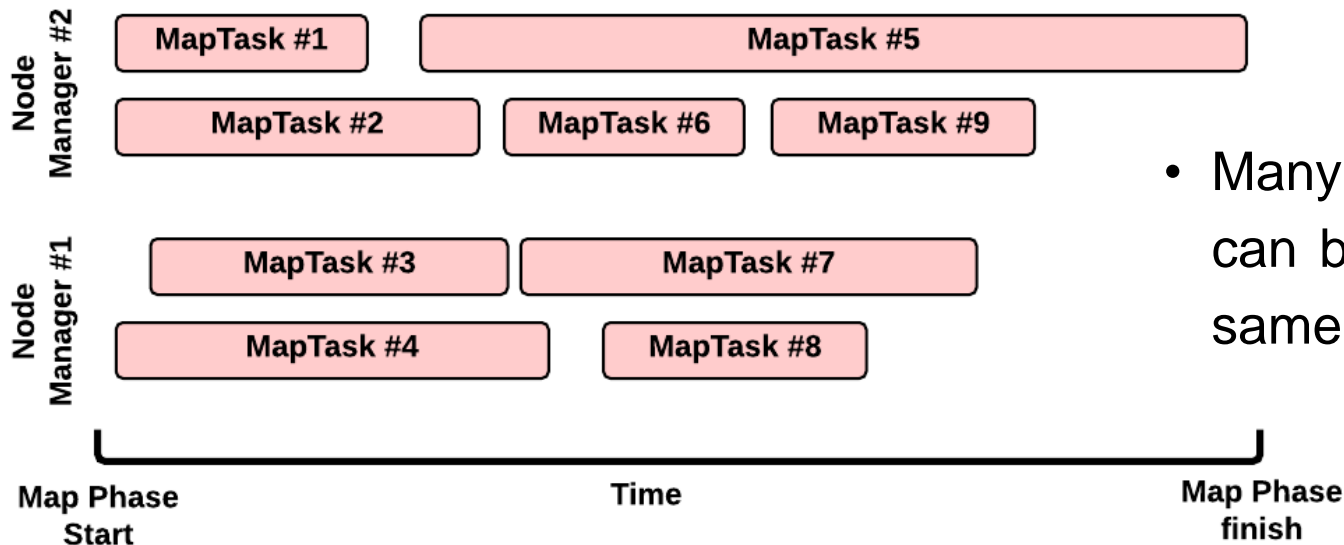 Node
Manager #2
MapTask #1
MapTask #5
MapTask #2
MapTask #6
MapTask #9
Node
Manager #1
MapTask #3
MapTask #7
MapTask #4
MapTask #8
• Many
can b
same
Map Phase
Start
Time
Map Phase
finish